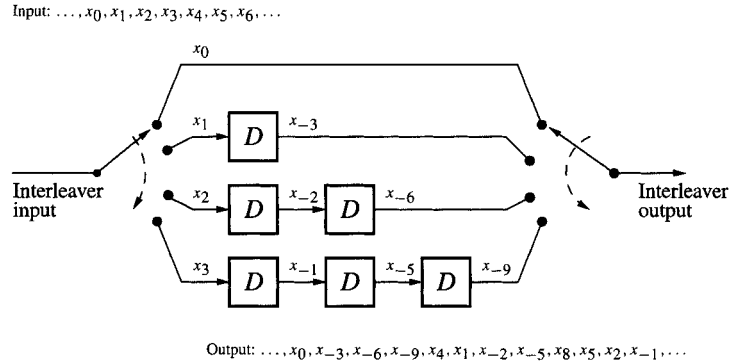 Input: ..., x₀, x₁, x₂, x₃, x₄, x₅, x₆, ...
x₀
x₁ D x₋₃
Interleaver input
Interleaver output
x₂ D x₋₂ D x₋₆
x₃ D x₋₁ D x₋₅ D x₋₉
Output: ..., x₀, x₋₃, x₋₆, x₋₉, x₄, x₁, x₋₂, x₋₅, x₈, x₅, x₂, x₋₁, ...